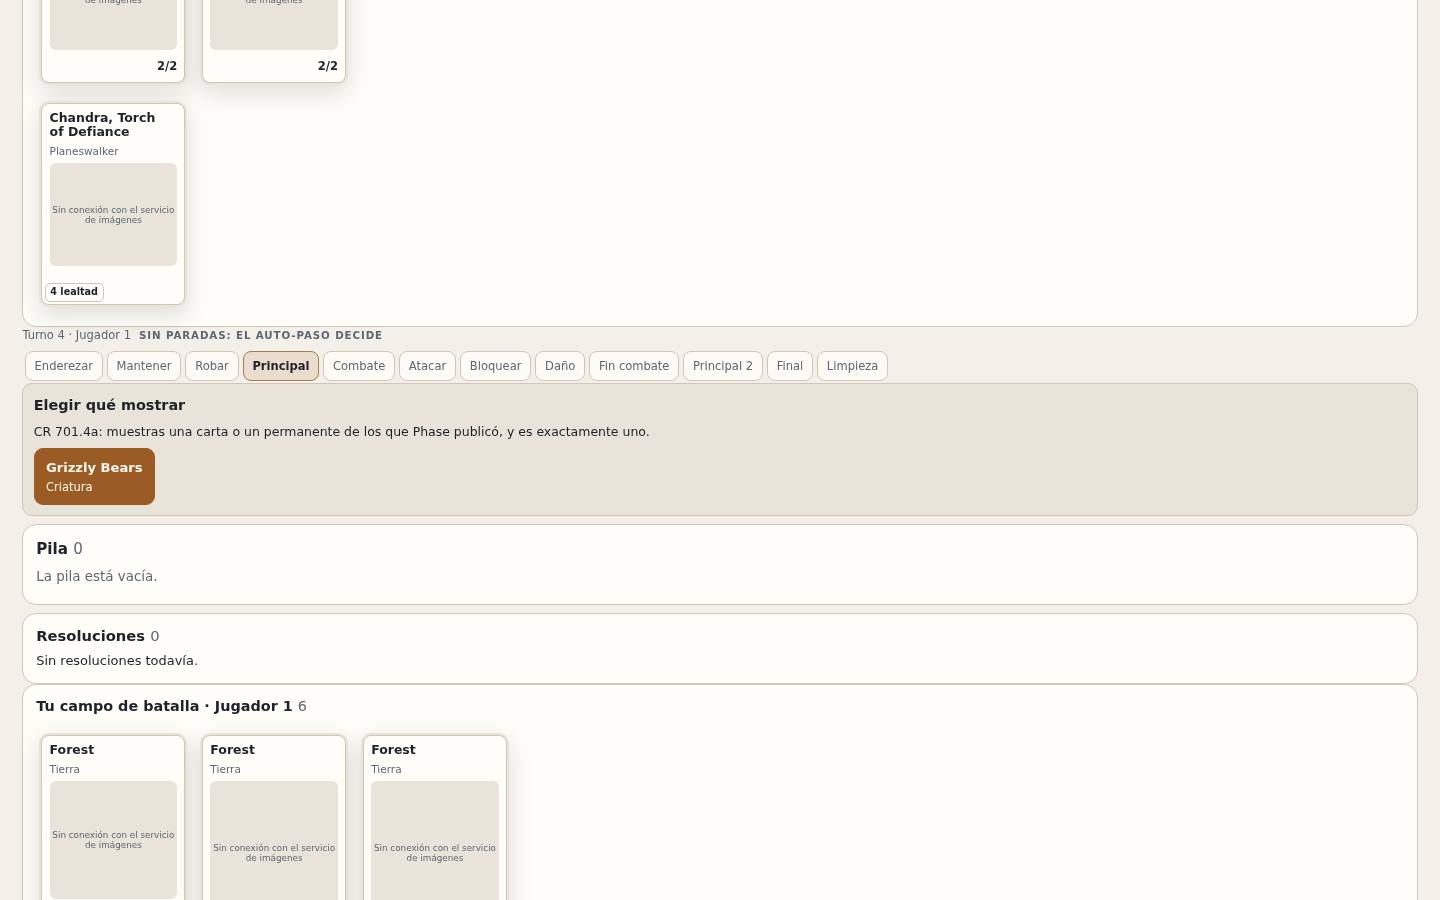 de imágenes
de imágenes
2/2
2/2
Chandra, Torch
of Defiance
Planeswalker
Sin conexión con el servicio
de imágenes
4 lealtad
Turno 4 · Jugador 1 SIN PARADAS: EL AUTO-PASO DECIDE
Enderezar
Mantener
Robar
Principal
Combate
Atacar
Bloquear
Daño
Fin combate
Principal 2
Final
Limpieza
Elegir qué mostrar
CR 701.4a: muestras una carta o un permanente de los que Phase publicó, y es exactamente uno.
Grizzly Bears
Criatura
Pila 0
La pila está vacía.
Resoluciones 0
Sin resoluciones todavía.
Tu campo de batalla · Jugador 1 6
Forest
Tierra
Sin conexión con el servicio
de imágenes
Forest
Tierra
Sin conexión con el servicio
de imágenes
Forest
Tierra
Sin conexión con el servicio
de imágenes